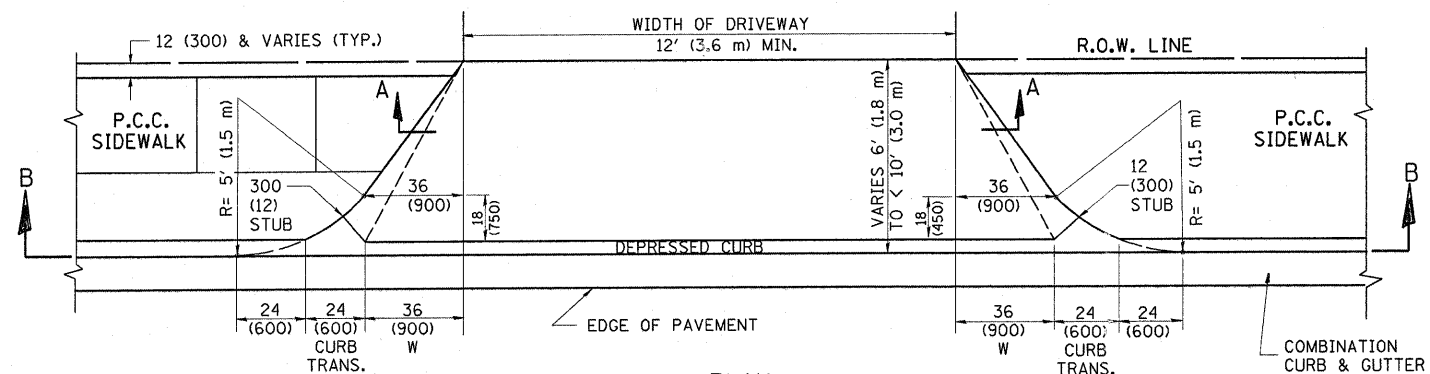 WIDTH OF DRIVEWAY
12' (3.6 m) MIN.
12 (300) & VARIES (TYP.)
R.O.W. LINE
A
A
P.C.C.
SIDEWALK
P.C.C.
SIDEWALK
R= 5' (1.5 m)
VARIES 6' (1.8 m)
TO < 10' (3.0 m)
R= 5' (1.5 m)
B
B
300
(12)
STUB
36
(900)
18
(750)
36
(900)
18
(450)
12
(300)
STUB
DEPRESSED CURB
24
(600)
24
(600)
CURB
TRANS.
36
(900)
W
EDGE OF PAVEMENT
36
(900)
W
24
(600)
CURB
TRANS.
24
(600)
COMBINATION
CURB & GUTTER